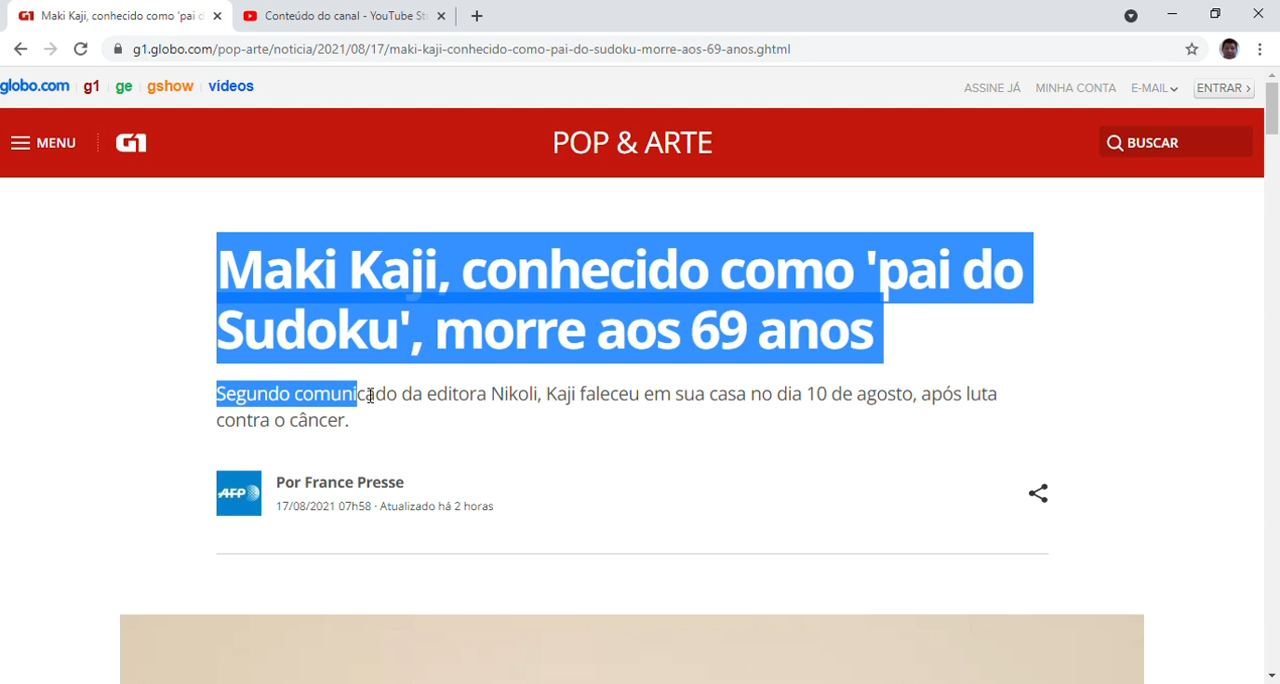 Maki Kaji, conhecido como 'pai d
Conteúdo do canal - YouTube St
g1.globo.com/pop-arte/noticia/2021/08/17/maki-kaji-conhecido-como-pai-do-sudoku-morre-aos-69-anos.ghtml
globo.com g1 ge gshow videos
ASSINE JÁ MINHA CONTA E-MAIL ENTRAR ›
MENU G1 POP & ARTE BUSCAR
Maki Kaji, conhecido como 'pai do
Sudoku', morre aos 69 anos
Segundo comunicado da editora Nikoli, Kaji faleceu em sua casa no dia 10 de agosto, após luta
contra o câncer.
AFP
Por France Presse
17/08/2021 07h58 · Atualizado há 2 horas